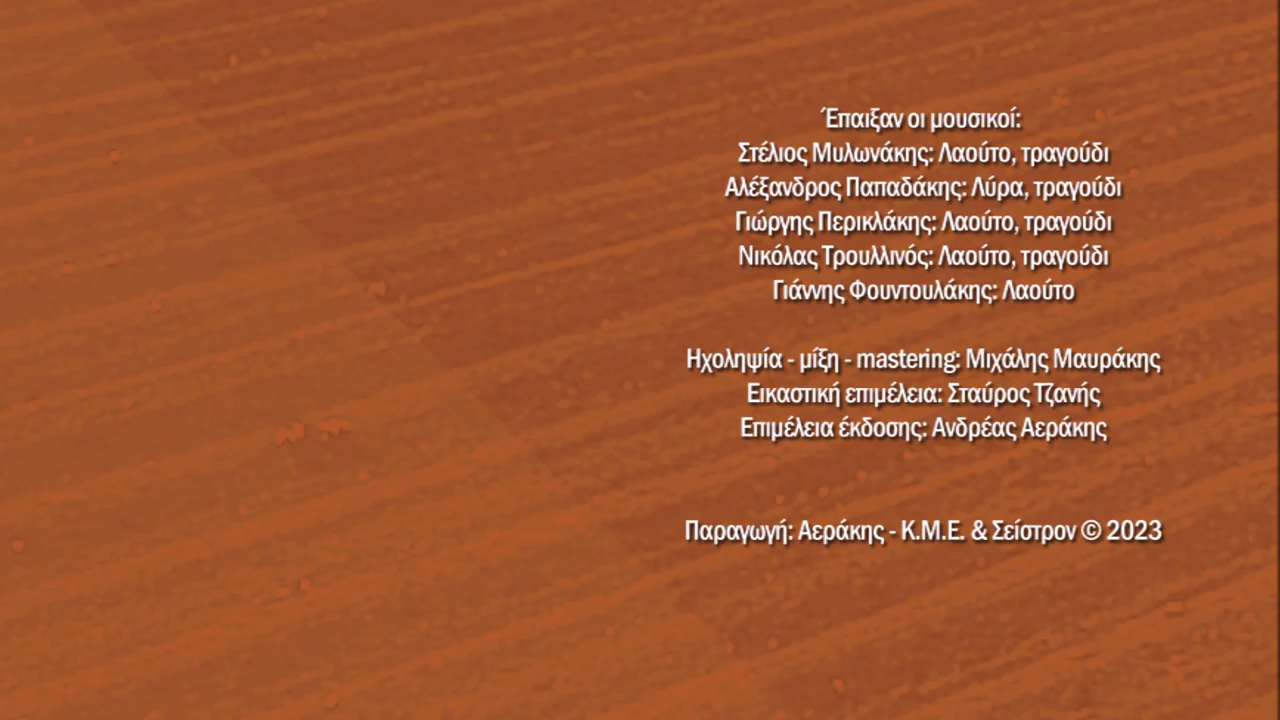 Έπαιξαν οι μουσικοί:
Στέλιος Μυλωνάκης: Λαούτο, τραγούδι
Αλέξανδρος Παπαδάκης: Λύρα, τραγούδι
Γιώργης Περικλάκης: Λαούτο, τραγούδι
Νικόλας Τρουλλινός: Λαούτο, τραγούδι
Γιάννης Φουντουλάκης: Λαούτο
Ηχοληψία - μίξη - mastering: Μιχάλης Μαυράκης
Εικαστική επιμέλεια: Σταύρος Τζανής
Επιμέλεια έκδοσης: Ανδρέας Αεράκης
Παραγωγή: Αεράκης - Κ.Μ.Ε. & Σείστρον © 2023